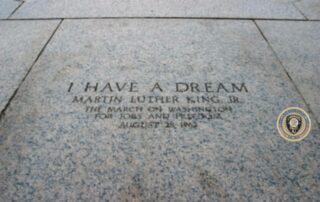 I HAVE A DREAM
MARTIN LUTHER KING JR.
THE MARCH ON WASHINGTON
FOR JOBS AND FREEDOM
AUGUST 28, 1963